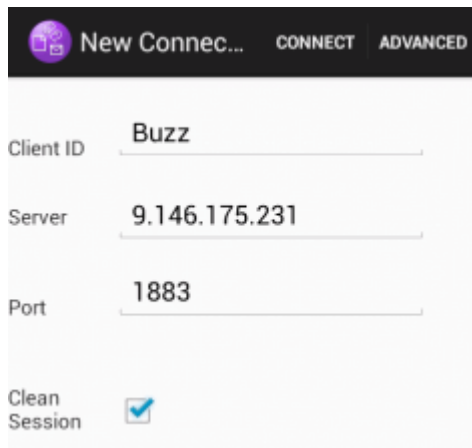 New Connec... CONNECT ADVANCED
Client ID Buzz
Server 9.146.175.231
Port 1883
Clean
Session